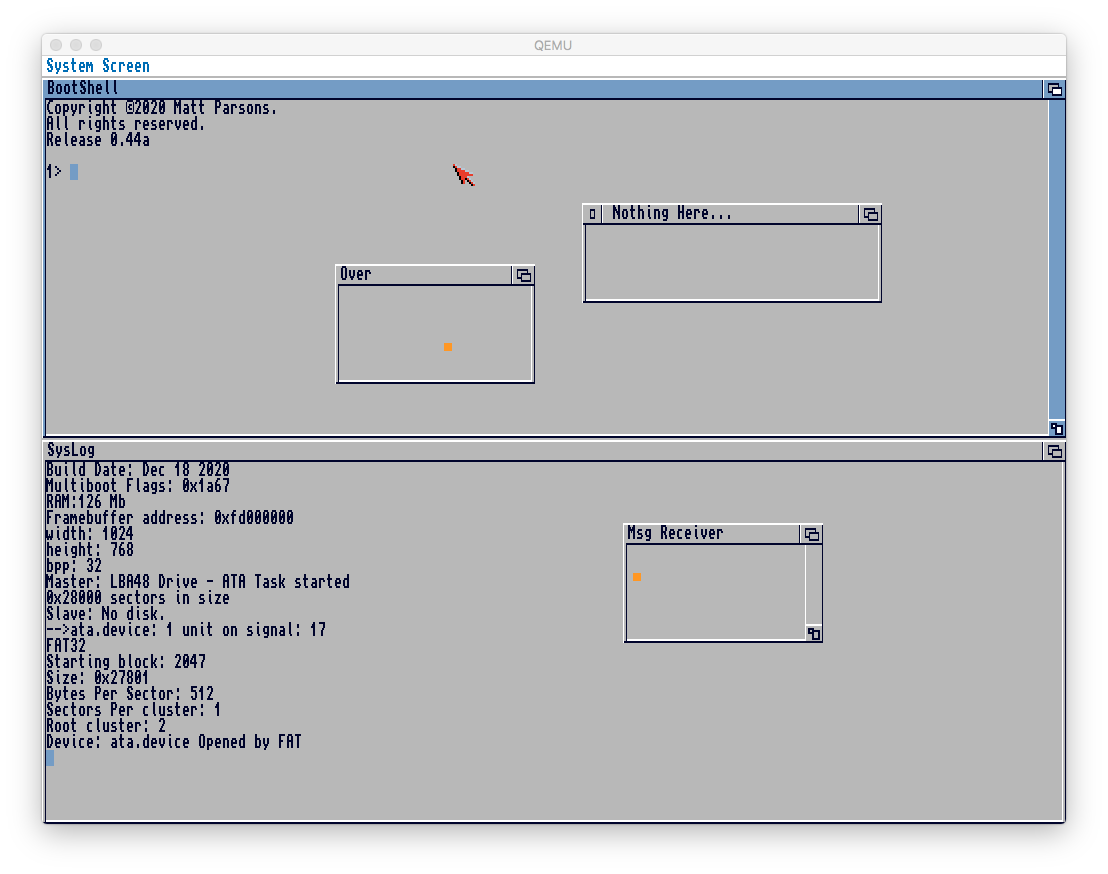 QEMU
System Screen
BootShell
Copyright ©2020 Matt Parsons.
All rights reserved.
Release 0.44a
1>
Nothing Here...
Over
SysLog
Build Date: Dec 18 2020
Multiboot Flags: 0x1a67
RAM:126 Mb
Framebuffer address: 0xfd000000
width: 1024
height: 768
bpp: 32
Master: LBA48 Drive - ATA Task started
0x28000 sectors in size
Slave: No disk.
-->ata.device: 1 unit on signal: 17
FAT32
Starting block: 2047
Size: 0x27801
Bytes Per Sector: 512
Sectors Per cluster: 1
Root cluster: 2
Device: ata.device Opened by FAT
Msg Receiver